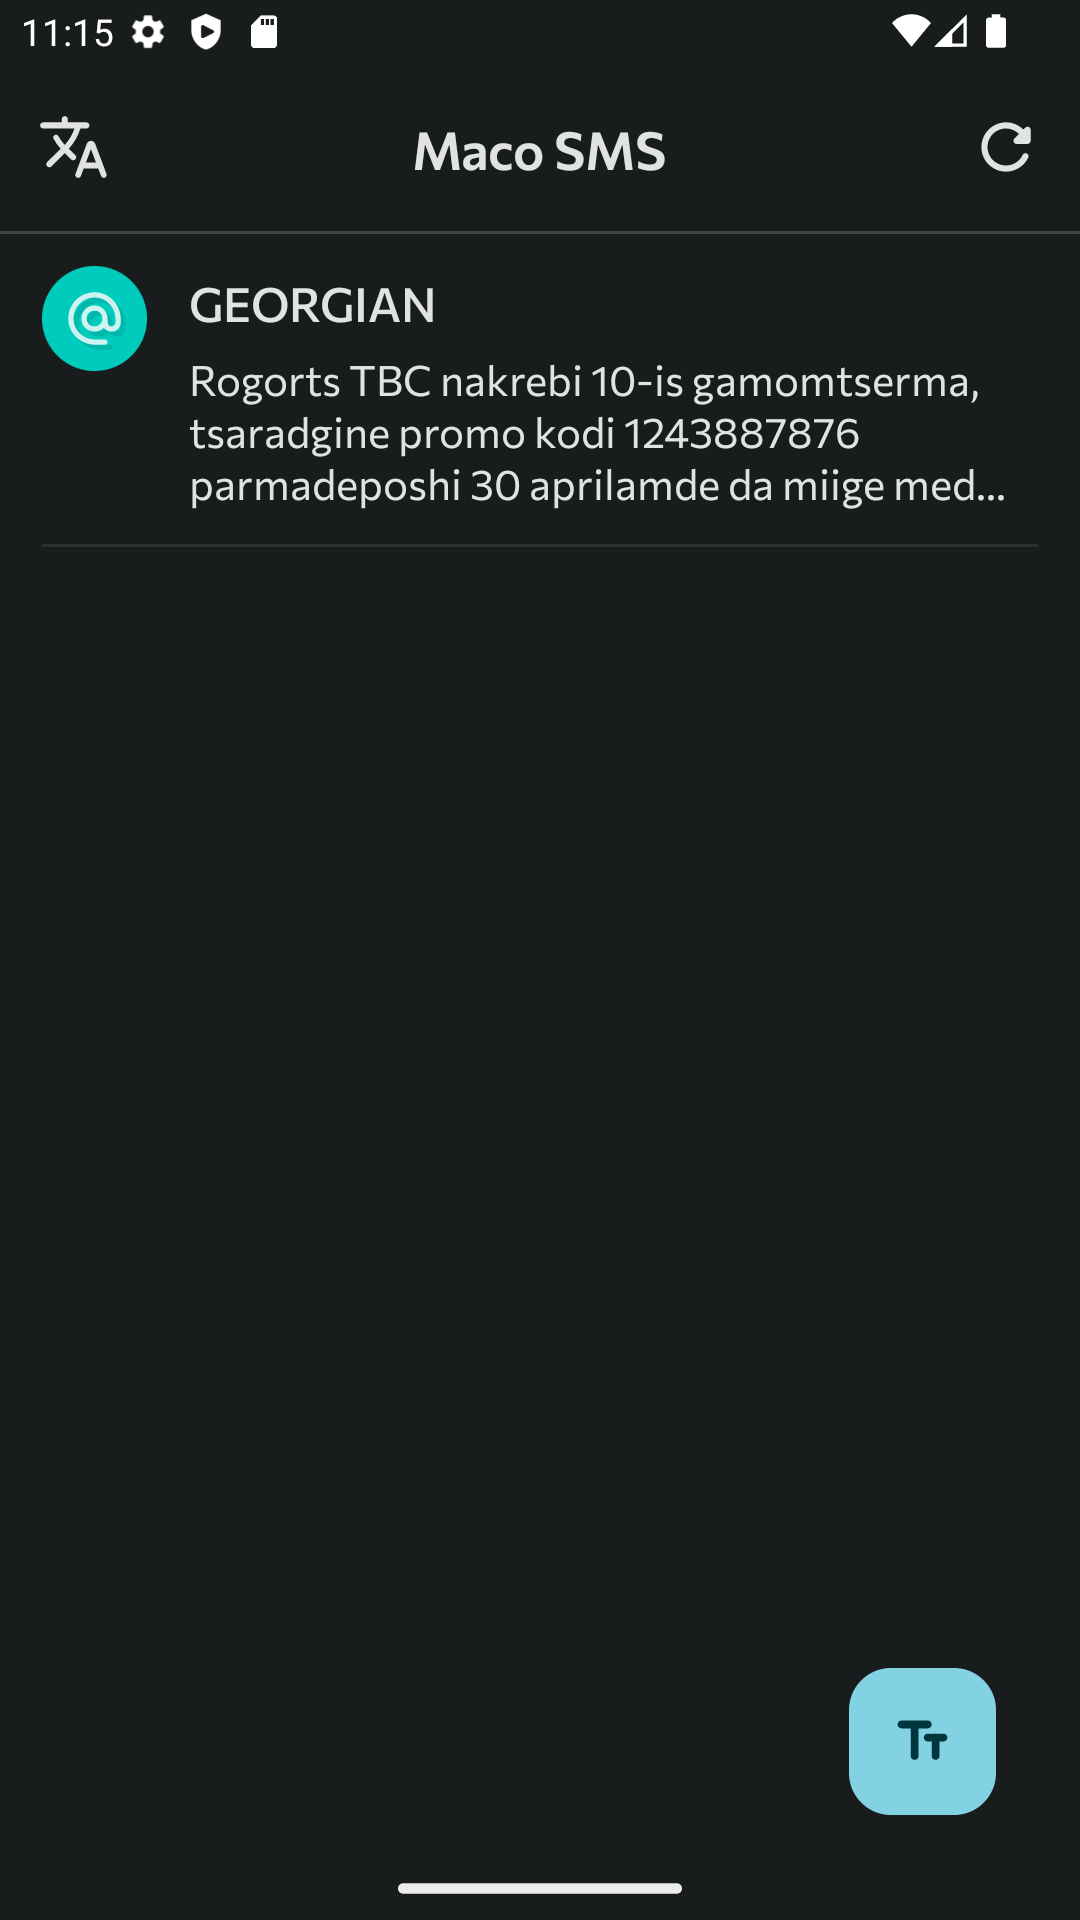 11:15
Maco SMS
GEORGIAN
Rogorts TBC nakrebi 10-is gamomtserma,
tsaradgine promo kodi 1243887876
parmadeposhi 30 aprilamde da miige med...